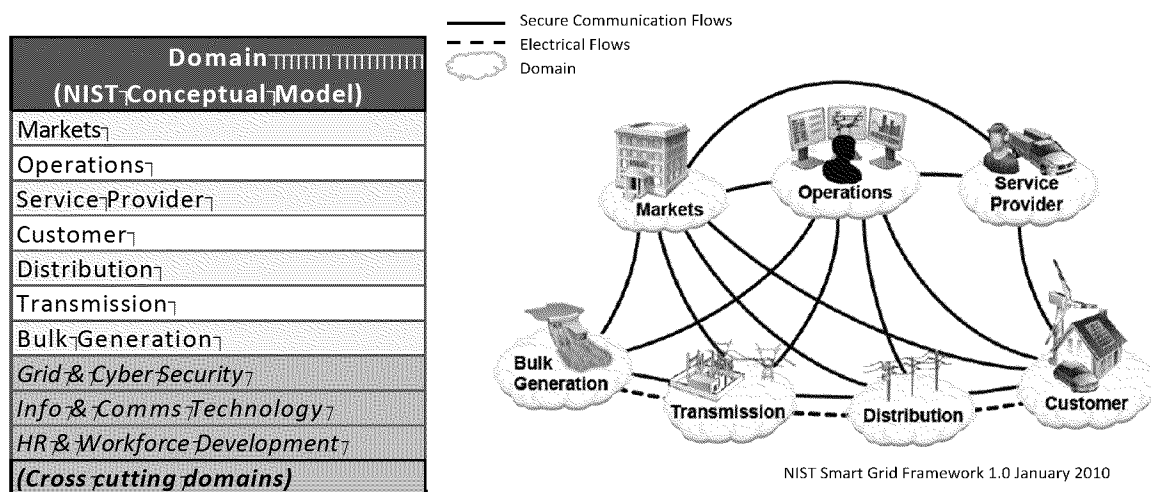 Domain
(NIST Conceptual Model)
Markets
Operations
Service Provider
Customer
Distribution
Transmission
Bulk Generation
Grid & Cyber Security
Info & Comms Technology
HR & Workforce Development
(Cross cutting domains)
Secure Communication Flows
Electrical Flows
Domain
Markets
Operations
Service
Provider
Bulk
Generation
Transmission
Distribution
Customer
NIST Smart Grid Framework 1.0 January 2010